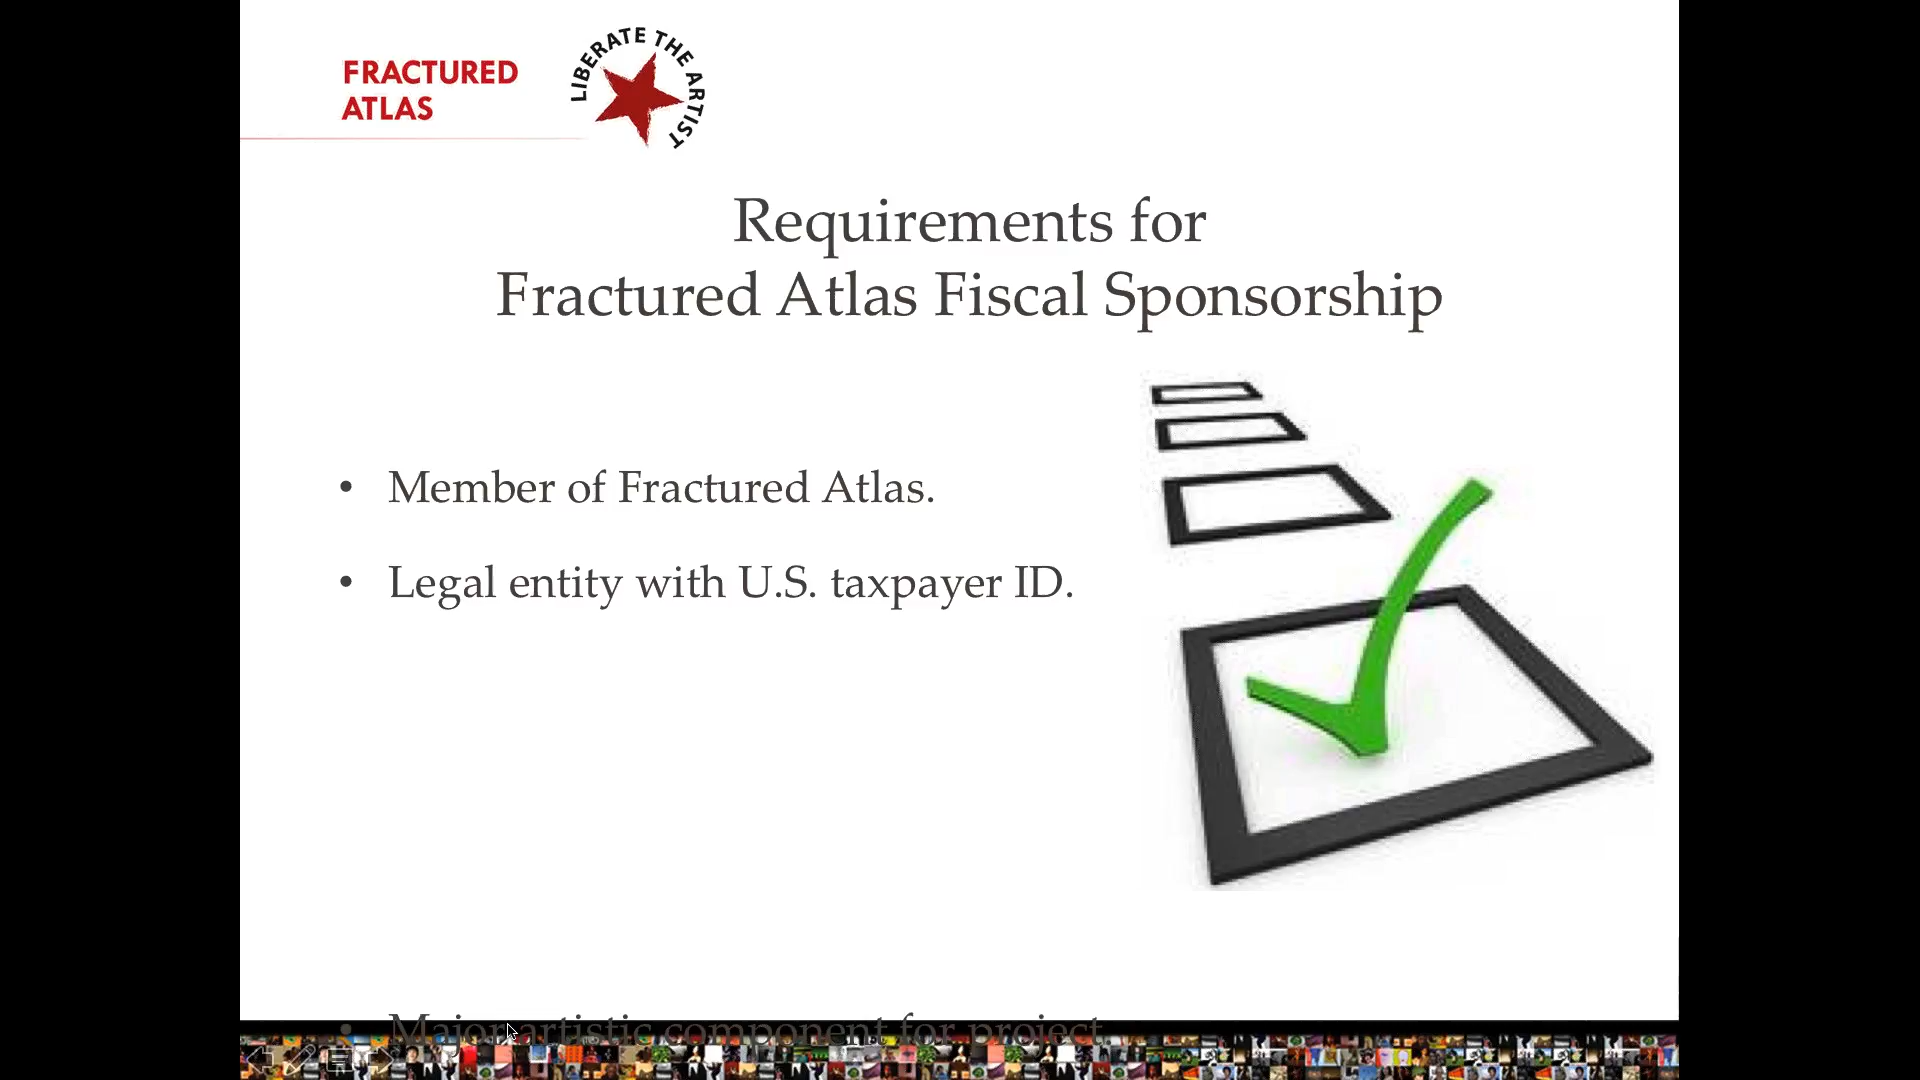 FRACTURED
ATLAS
LIBERATE THE ARTIST
Requirements for
Fractured Atlas Fiscal Sponsorship
• Member of Fractured Atlas.
• Legal entity with U.S. taxpayer ID.
• Major artistic component for project.